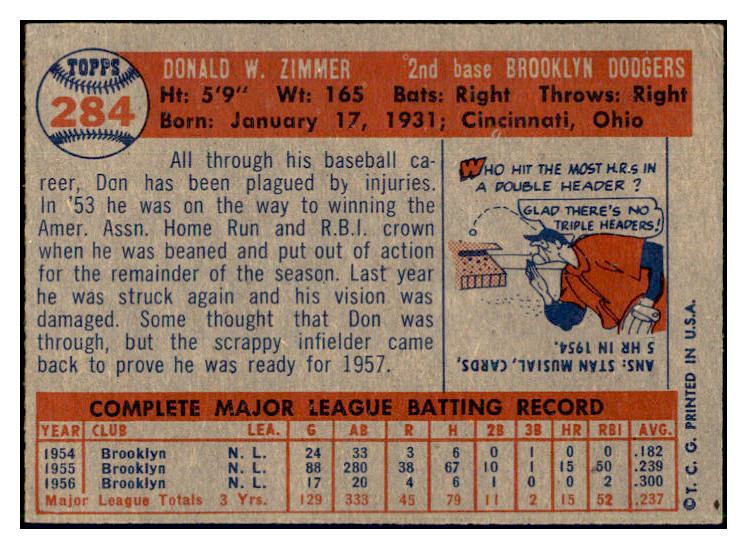 TOPPS
284
DONALD W. ZIMMER 2nd base BROOKLYN DODGERS
Ht: 5'9" Wt: 165 Bats: Right Throws: Right
Born: January 17, 1931; Cincinnati, Ohio
All through his baseball ca-
reer, Don has been plagued by injuries.
In '53 he was on the way to winning the
Amer. Assn. Home Run and R.B.I. crown
when he was beaned and put out of action
for the remainder of the season. Last year
he was struck again and his vision was
damaged. Some thought that Don was
through, but the scrappy infielder came
back to prove he was ready for 1957.
WHO HIT THE MOST H.R.S IN
A DOUBLE HEADER ?
GLAD THERE'S NO
TRIPLE HEADERS!
ANS: STAN MUSIAL, CARDS,
5 HR IN 1954.
COMPLETE MAJOR LEAGUE BATTING RECORD
YEAR CLUB LEA. G AB R H 2B 3B HR RBI AVG.
1954 Brooklyn N. L. 24 33 3 6 0 1 0 0 .182
1955 Brooklyn N. L. 88 280 38 67 10 1 15 50 .239
1956 Brooklyn N. L. 17 20 4 6 1 0 0 2 .300
Major League Totals 3 Yrs. 129 333 45 79 11 2 15 52 .237
©T. C. G. PRINTED IN U.S.A.